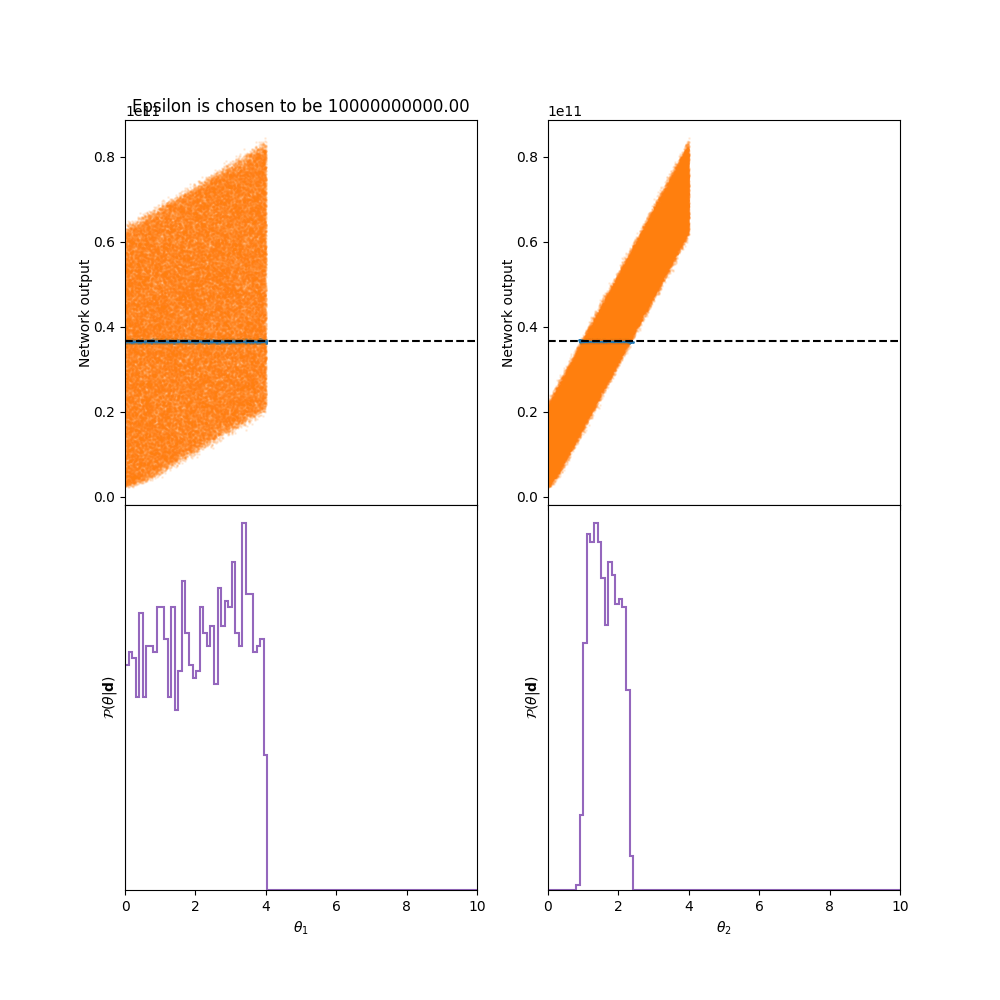 Epsilon is chosen to be 10000000000.00
1e11
1e11
0.8
0.6
0.4
0.2
0.0
Network output
0.8
0.6
0.4
0.2
0.0
Network output
𝒫(θ|𝐝)
𝒫(θ|𝐝)
0 2 4 6 8 10
θ₁
0 2 4 6 8 10
θ₂